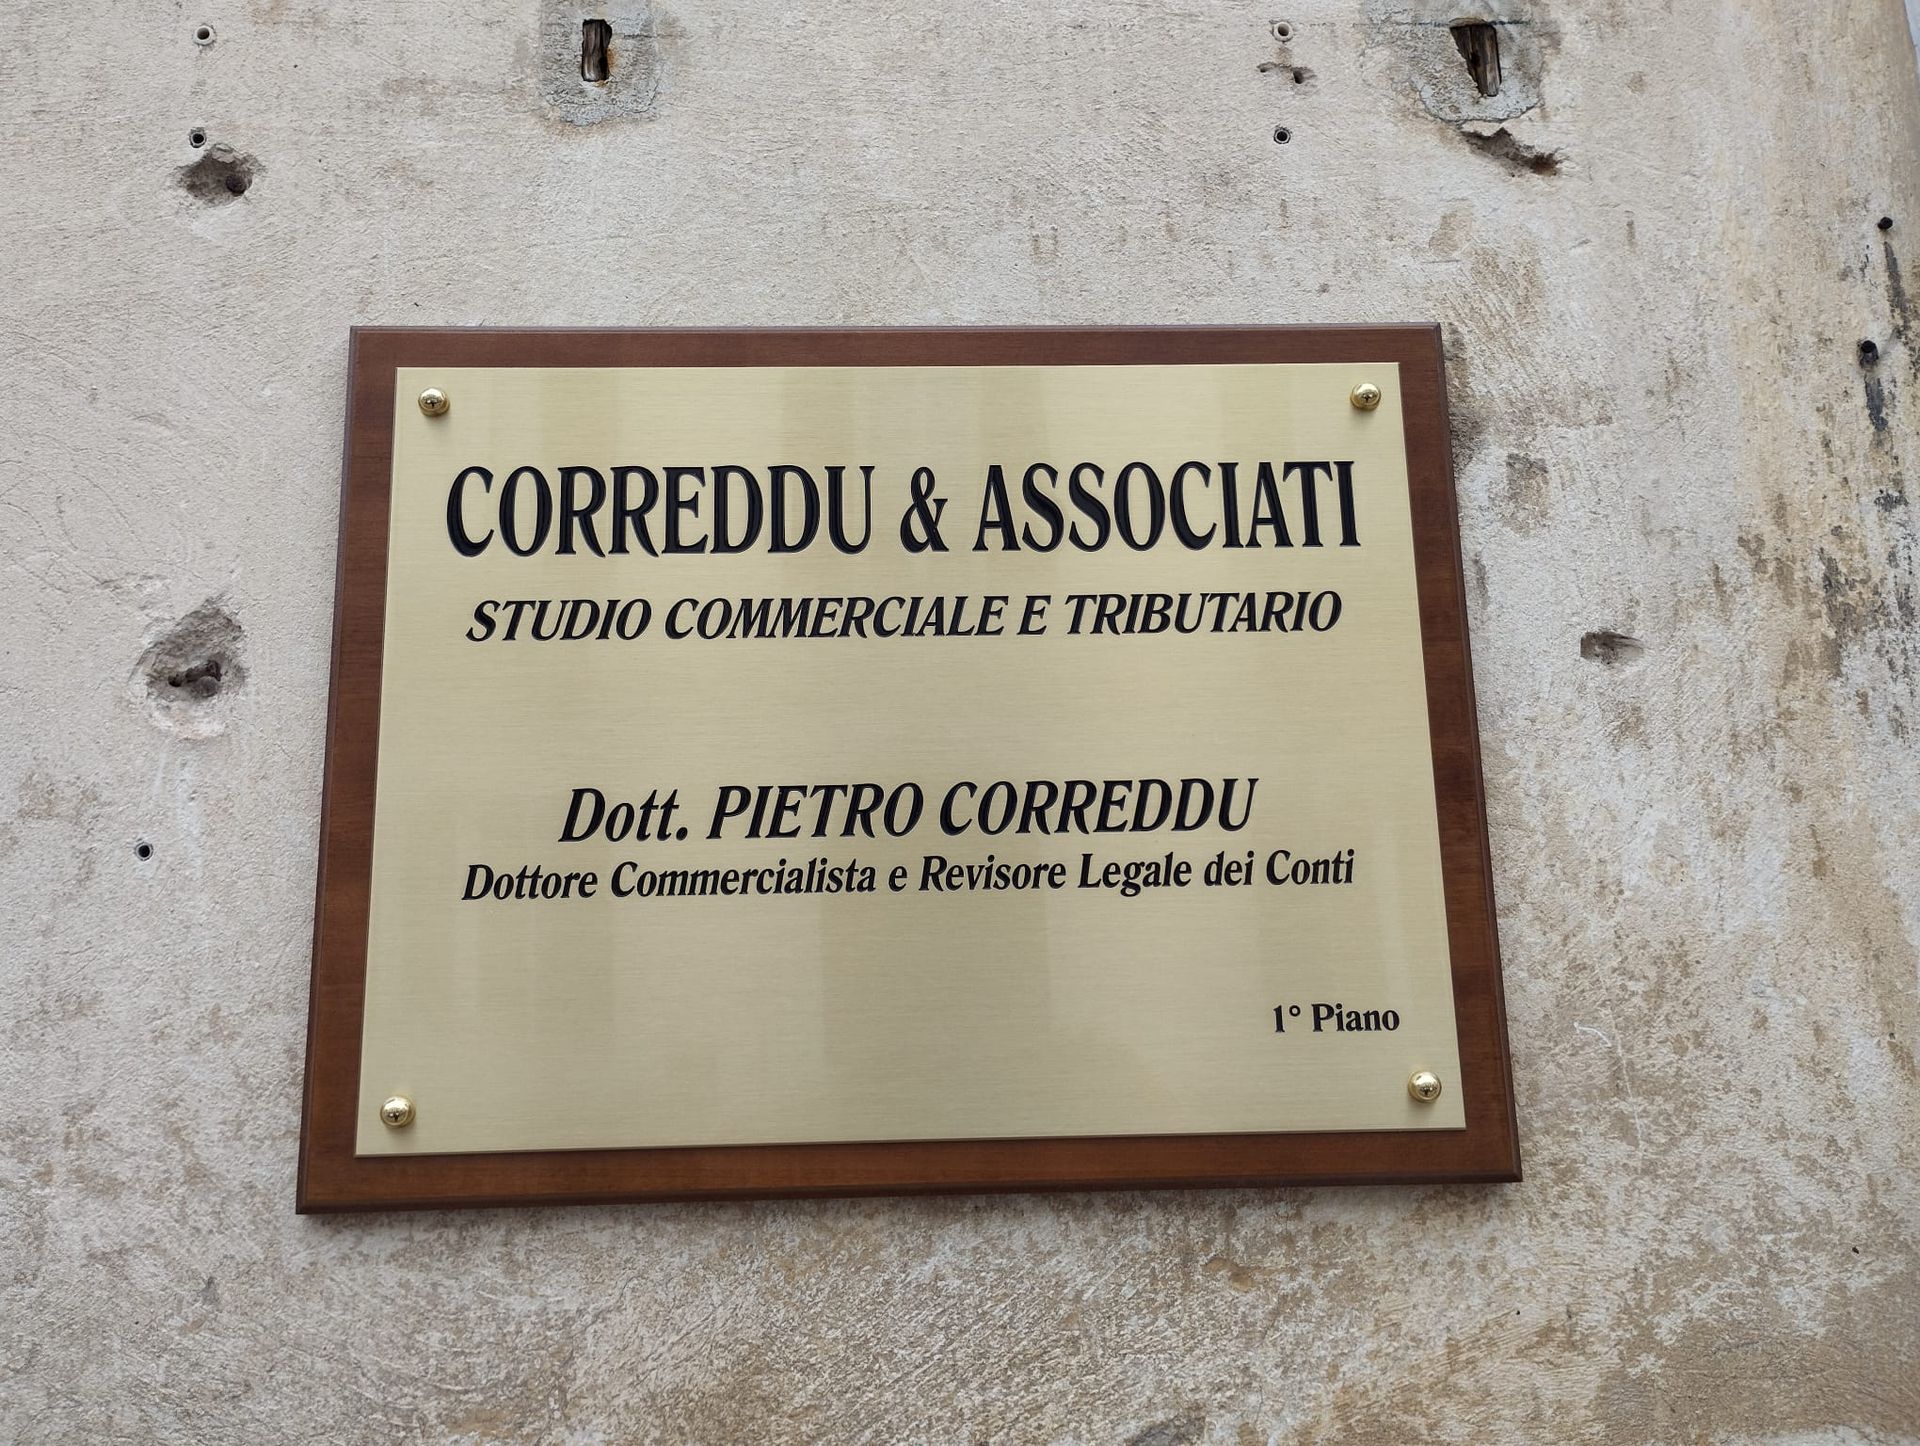 CORREDDU & ASSOCIATI
STUDIO COMMERCIALE E TRIBUTARIO
Dott. PIETRO CORREDDU
Dottore Commercialista e Revisore Legale dei Conti
1° Piano